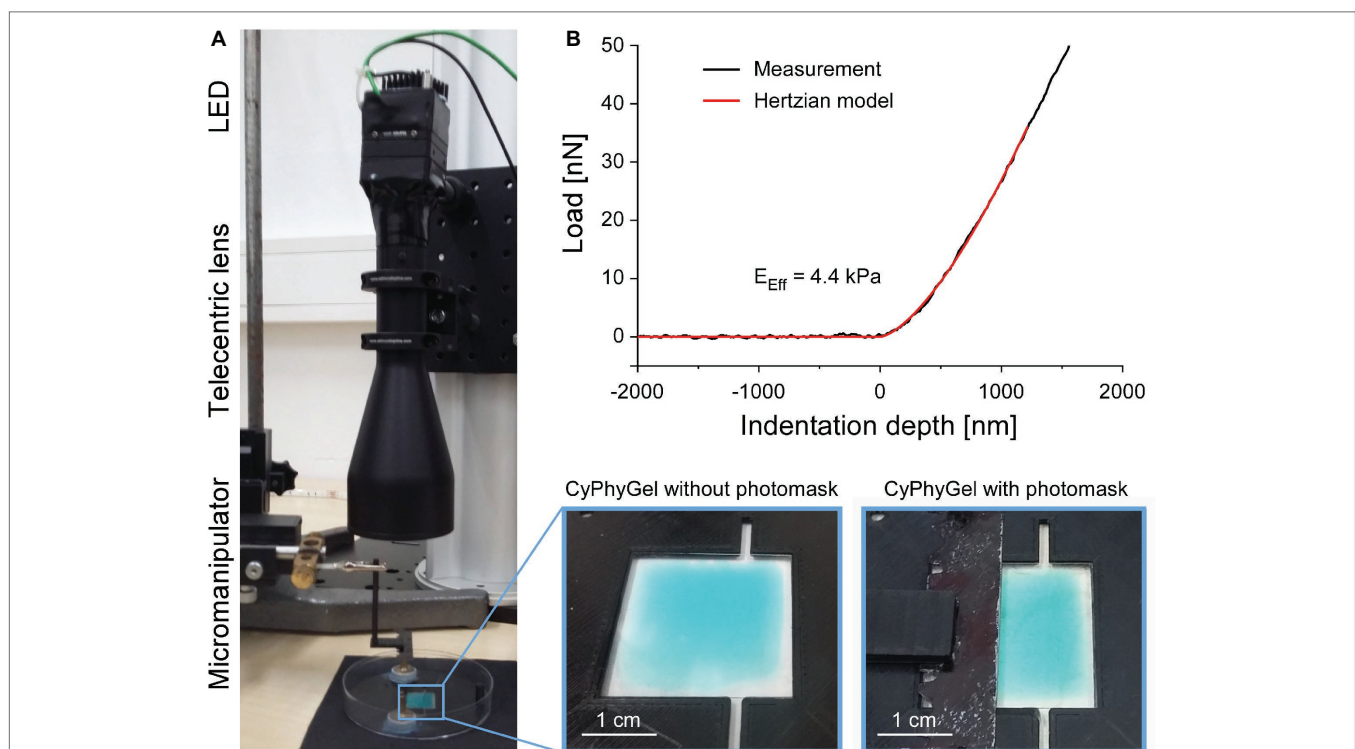 A
LED
Telecentric lens
Micromanipulator
B
Measurement
Hertzian model
E_Eff = 4.4 kPa
50
40
30
20
10
0
Load [nN]
-2000
-1000
0
1000
2000
Indentation depth [nm]
CyPhyGel without photomask
CyPhyGel with photomask
1 cm
1 cm